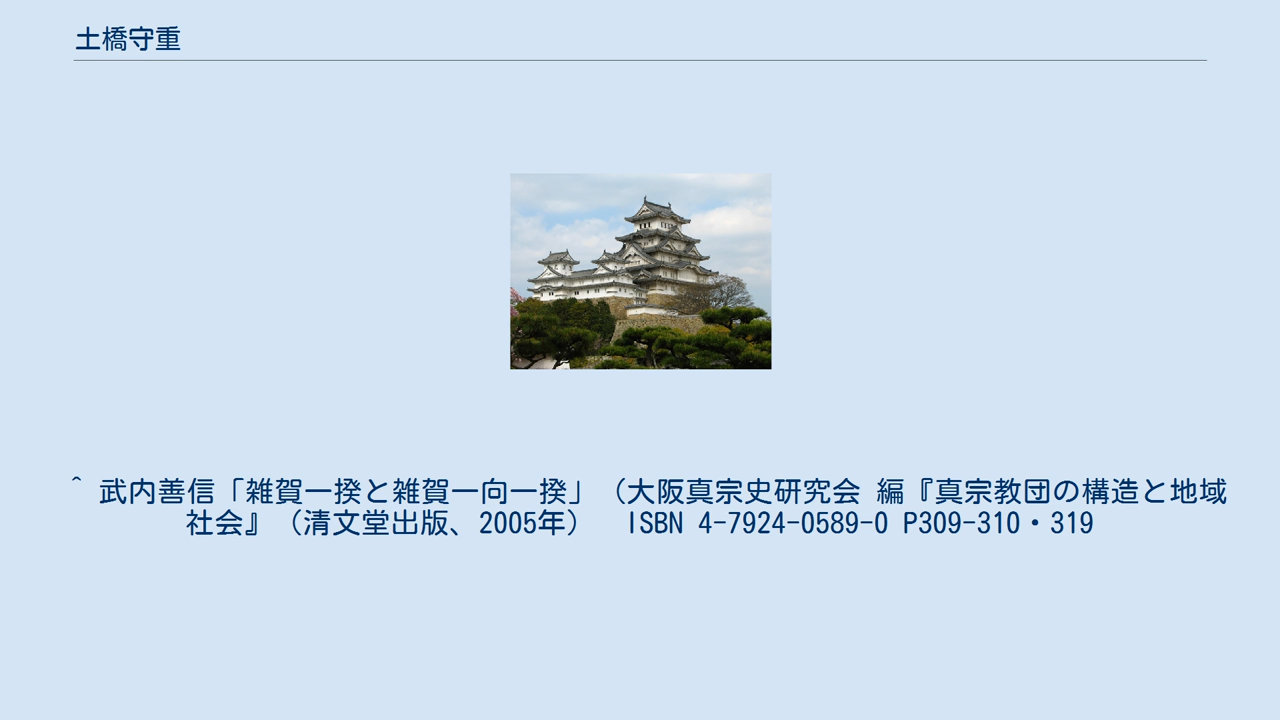 土橋守重
^ 武内善信「雑賀一揆と雑賀一向一揆」（大阪真宗史研究会 編『真宗教団の構造と地域
社会』（清文堂出版、2005年）　ISBN 4-7924-0589-0 P309-310・319